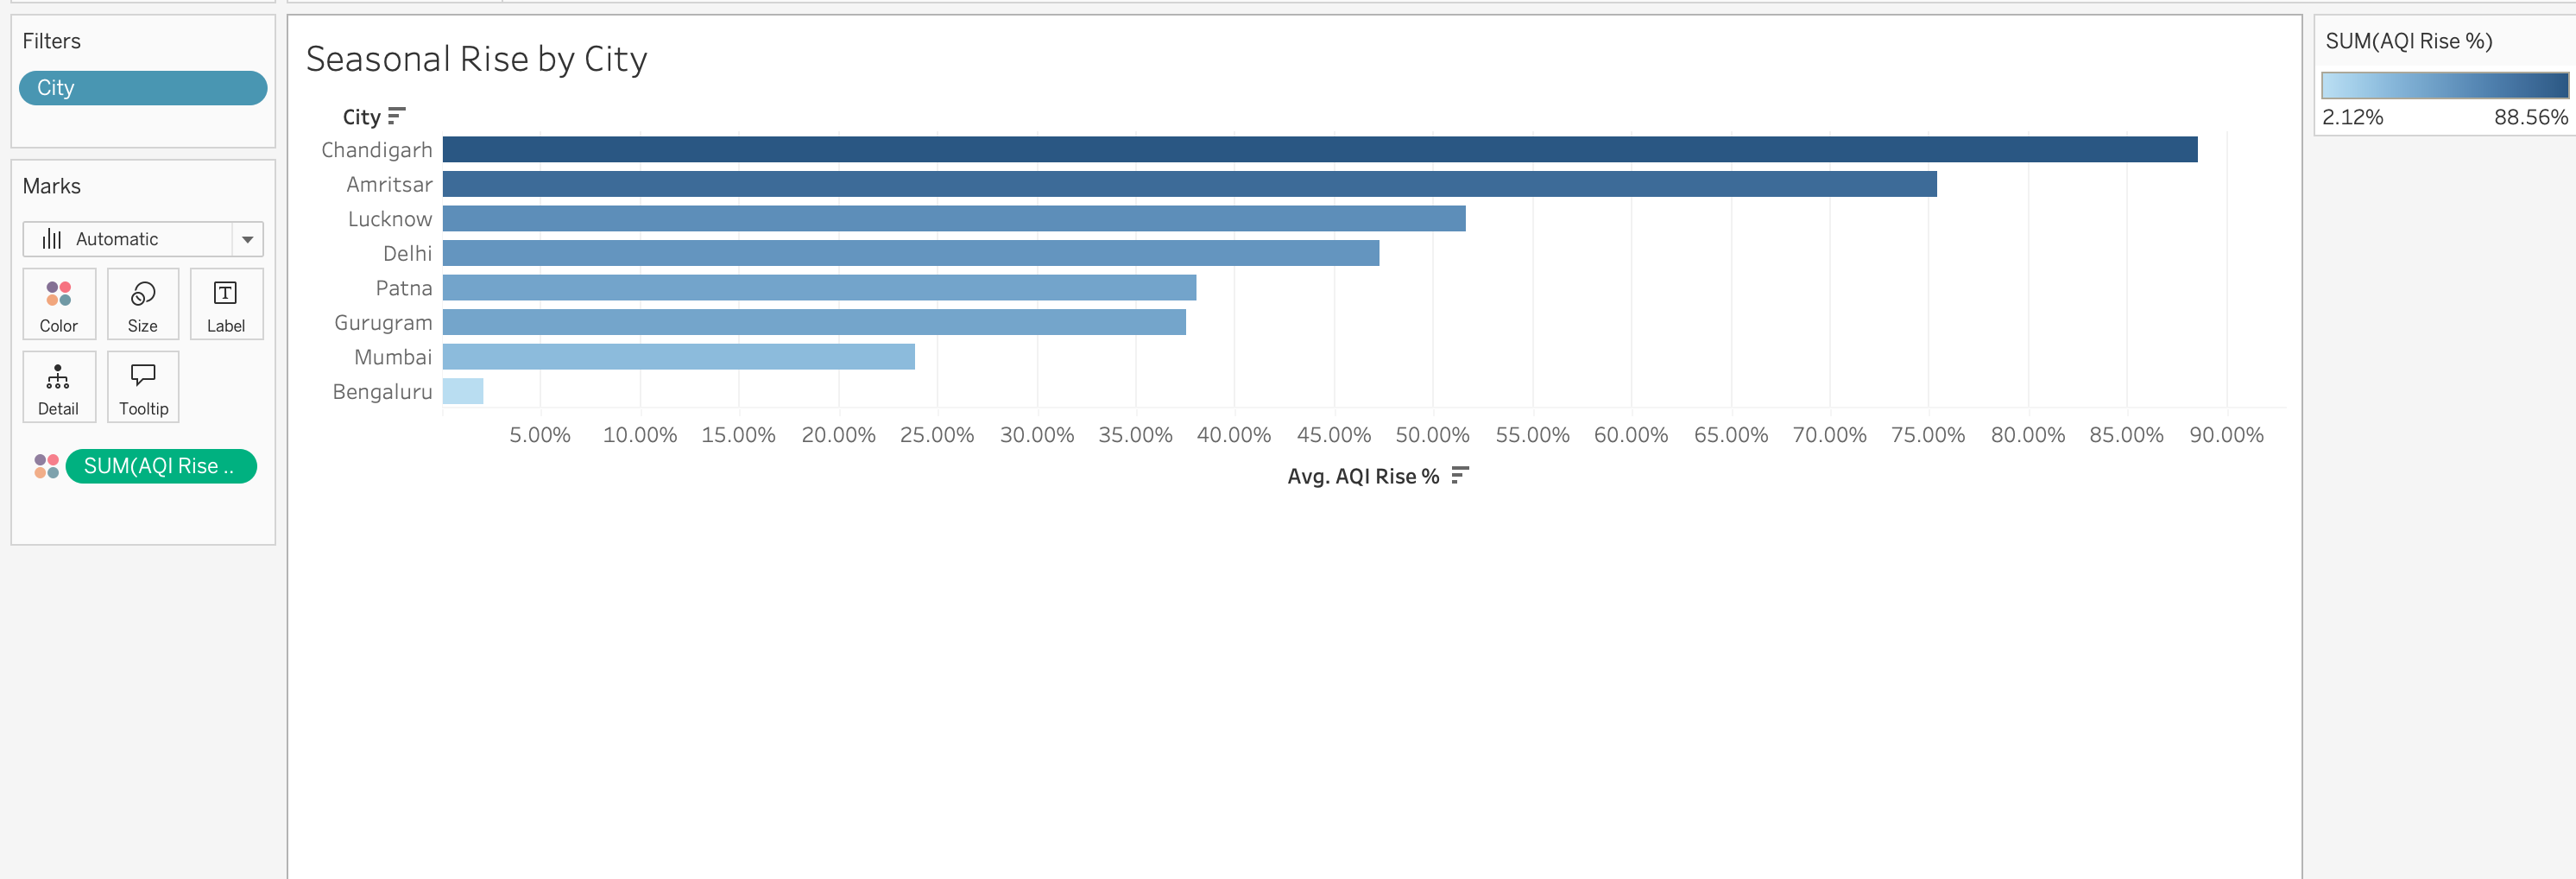 Filters
City
Marks
Automatic
Color
Size
Label
Detail
Tooltip
SUM(AQI Rise ..
Seasonal Rise by City
City
Chandigarh
Amritsar
Lucknow
Delhi
Patna
Gurugram
Mumbai
Bengaluru
5.00% 10.00% 15.00% 20.00% 25.00% 30.00% 35.00% 40.00% 45.00% 50.00% 55.00% 60.00% 65.00% 70.00% 75.00% 80.00% 85.00% 90.00%
Avg. AQI Rise %
SUM(AQI Rise %)
2.12% 88.56%